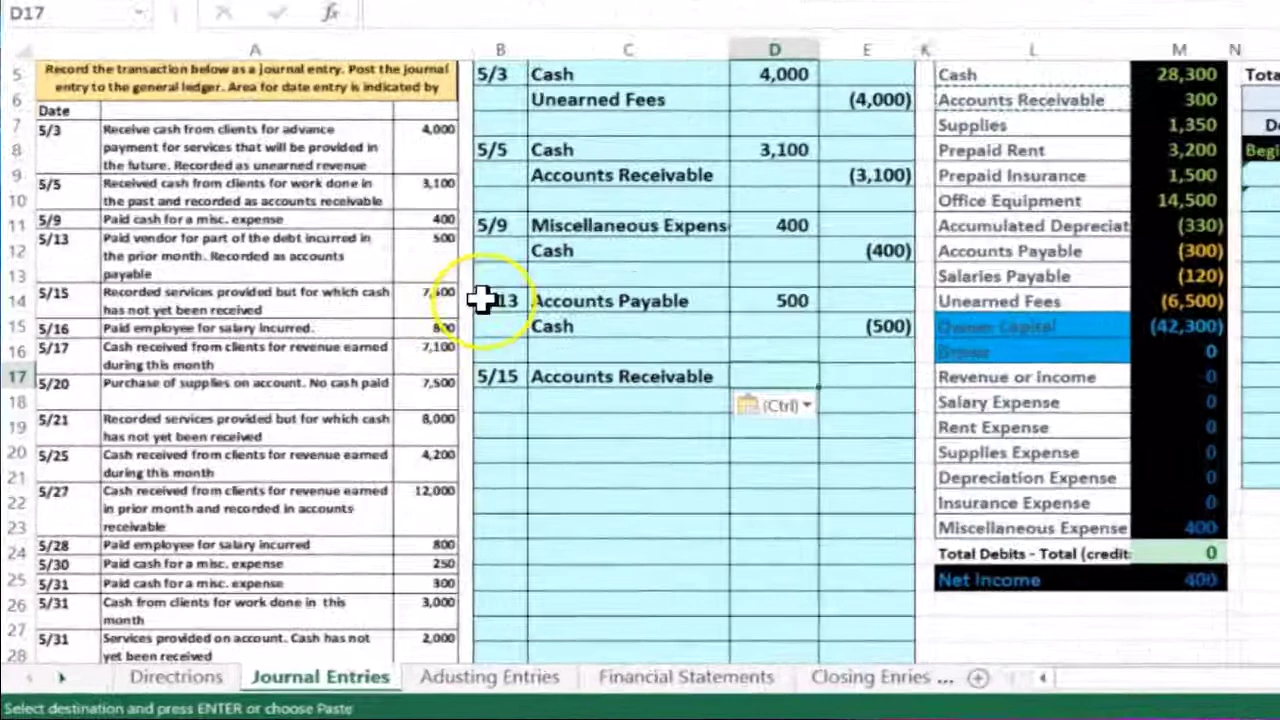 D17
fx
A B C D E K L M N
5 6 7 8 9 10 11 12 13 14 15 16 17 18 19 20 21 22 23 24 25 26 27 28
Record the transaction below as a journal entry. Post the journal
entry to the general ledger. Area for date entry is indicated by
Date
5/3 Receive cash from clients for advance 4,000
payment for services that will be provided in
the future. Recorded as unearned revenue
5/5 Received cash from clients for work done in 3,100
the past and recorded as accounts receivable
5/9 Paid cash for a misc. expense 400
5/13 Paid vendor for part of the debt incurred in 500
the prior month. Recorded as accounts
payable
5/15 Recorded services provided but for which cash
has not yet been received
5/16 Paid employee for salary incurred. 800
5/17 Cash received from clients for revenue earned 7,100
during this month
5/20 Purchase of supplies on account. No cash paid 7,500
5/21 Recorded services provided but for which cash 8,000
has not yet been received
5/25 Cash received from clients for revenue earned 4,200
during this month
5/27 Cash received from clients for revenue earned 12,000
in prior month and recorded in accounts
receivable
5/28 Paid employee for salary incurred 800
5/30 Paid cash for a misc. expense 250
5/31 Paid cash for a misc. expense 300
5/31 Cash from clients for work done in this 3,000
month
5/31 Services provided on account. Cash has not 2,000
yet been received
5/3 Cash 4,000
Unearned Fees (4,000)
5/5 Cash 3,100
Accounts Receivable (3,100)
5/9 Miscellaneous Expens 400
Cash (400)
13 Accounts Payable 500
Cash (500)
5/15 Accounts Receivable
(Ctrl)
Cash 28,300
Accounts Receivable 300
Supplies 1,350
Prepaid Rent 3,200
Prepaid Insurance 1,500
Office Equipment 14,500
Accumulated Depreciat (330)
Accounts Payable (300)
Salaries Payable (120)
Unearned Fees (6,500)
Owner Capital (42,300)
0
Revenue or income 0
Salary Expense 0
Rent Expense 0
Supplies Expense 0
Depreciation Expense 0
Insurance Expense 0
Miscellaneous Expense 400
Total Debits - Total (credit: 0
Net Income 400
Tota
De
Begi
Directrions Journal Entries Adusting Entries Financial Statements Closing Enries ...
Select destination and press ENTER or choose Paste